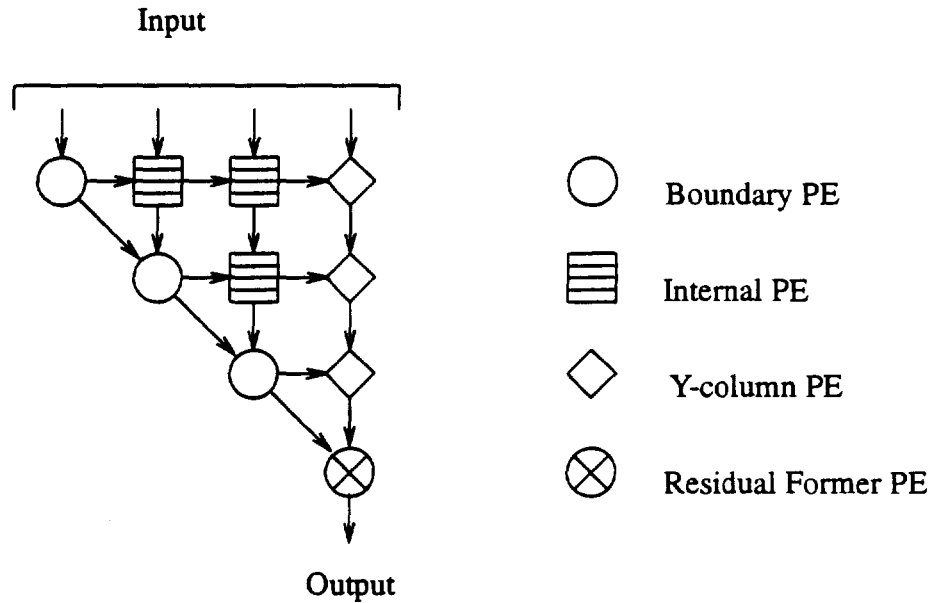 Input
Boundary PE
Internal PE
Y-column PE
Residual Former PE
Output